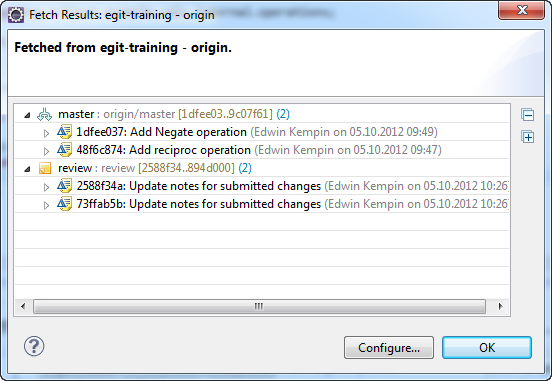 Fetch Results: egit-training - origin
Fetched from egit-training - origin.
master : origin/master [1dfee03..9c07f61] (2)
1dfee037: Add Negate operation (Edwin Kempin on 05.10.2012 09:49)
48f6c874: Add reciproc operation (Edwin Kempin on 05.10.2012 09:47)
review : review [2588f34..894d000] (2)
2588f34a: Update notes for submitted changes (Edwin Kempin on 05.10.2012 10:26
73ffab5b: Update notes for submitted changes (Edwin Kempin on 05.10.2012 10:26
Configure... OK